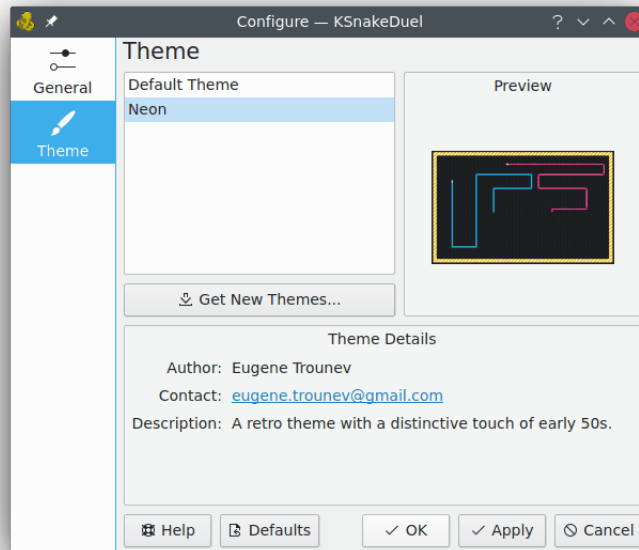 Configure — KSnakeDuel
General
Theme
Theme
Default Theme
Neon
Get New Themes...
Preview
Theme Details
Author: Eugene Trounev
Contact: eugene.trounev@gmail.com
Description: A retro theme with a distinctive touch of early 50s.
Help
Defaults
OK
Apply
Cancel